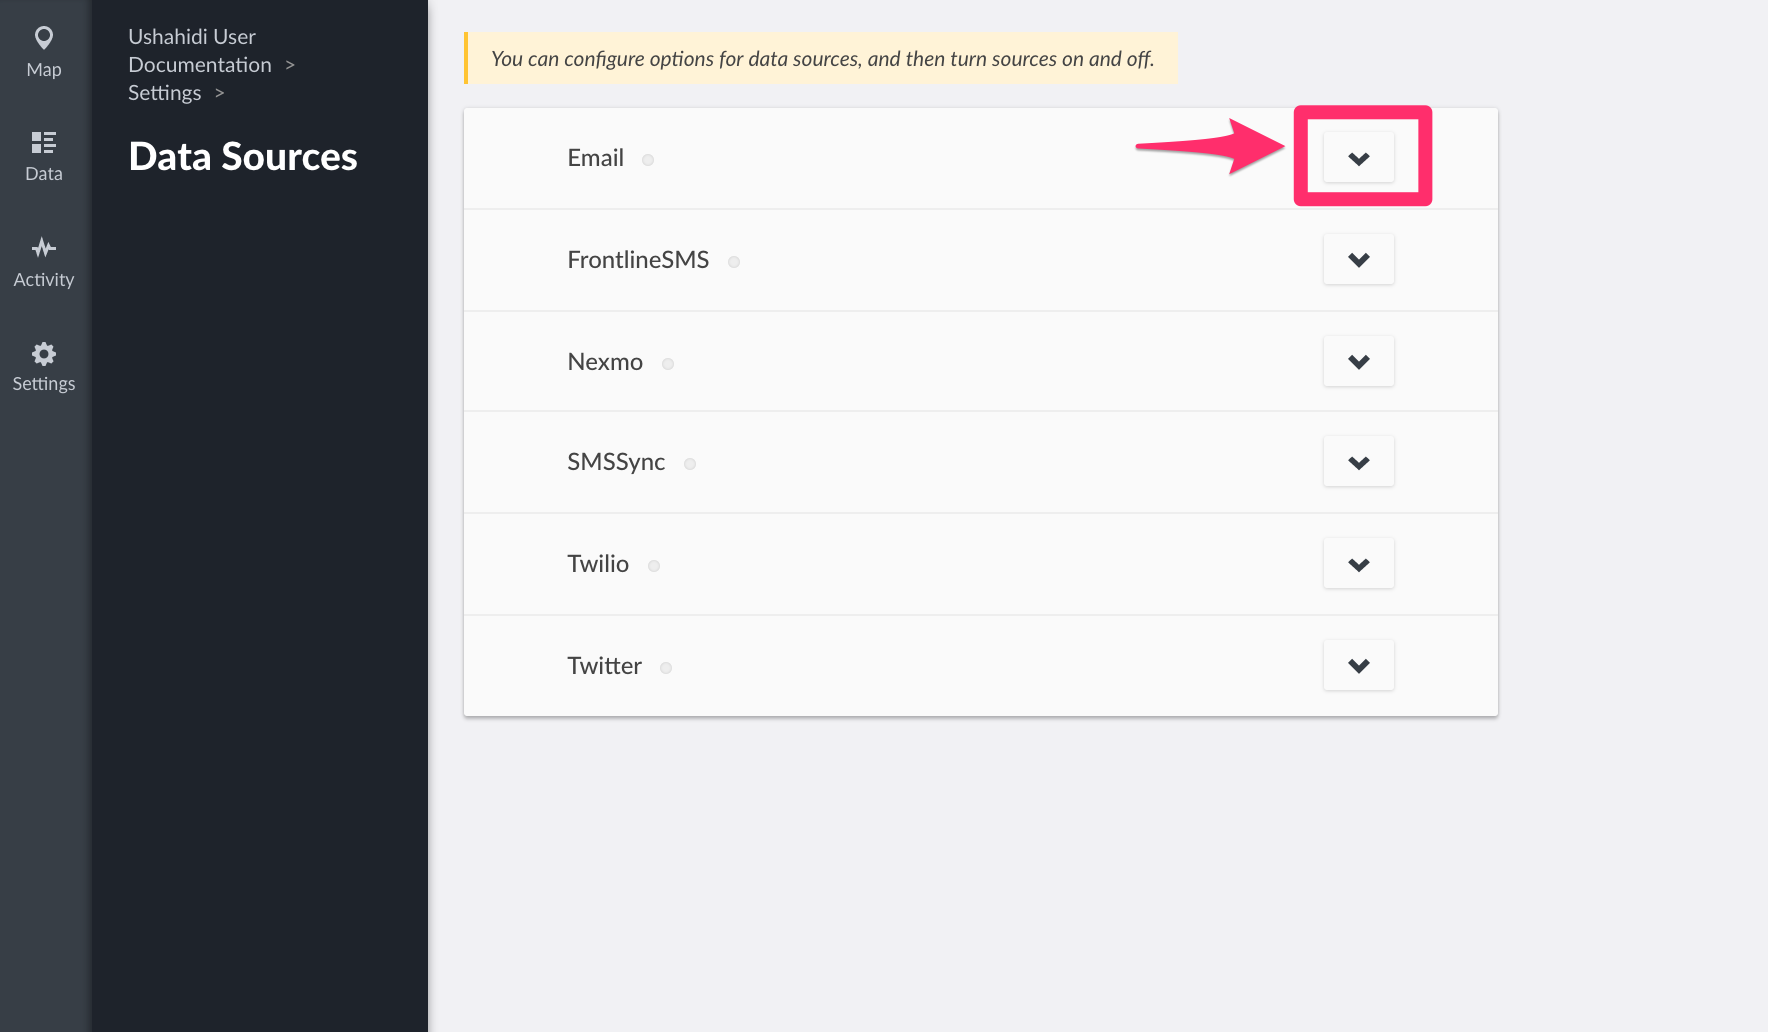 Map
Data
Activity
Settings
Ushahidi User
Documentation >
Settings >
Data Sources
You can configure options for data sources, and then turn sources on and off.
Email
FrontlineSMS
Nexmo
SMSSync
Twilio
Twitter